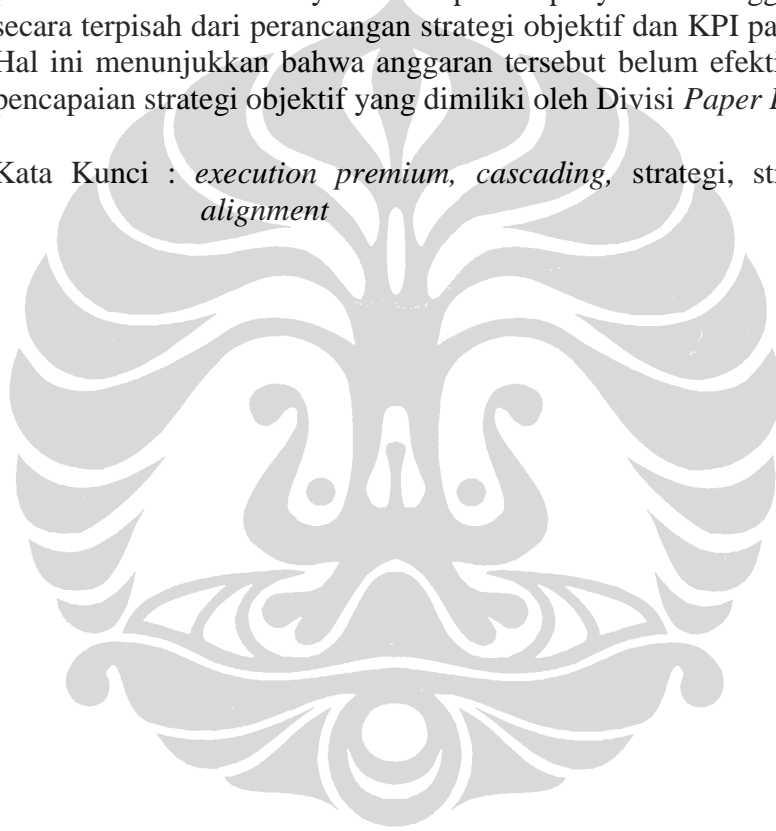 secara terpisah dari perancangan strategi objektif dan KPI pa
Hal ini menunjukkan bahwa anggaran tersebut belum efekti
pencapaian strategi objektif yang dimiliki oleh Divisi Paper
Kata Kunci : execution premium, cascading, strategi, str
alignment